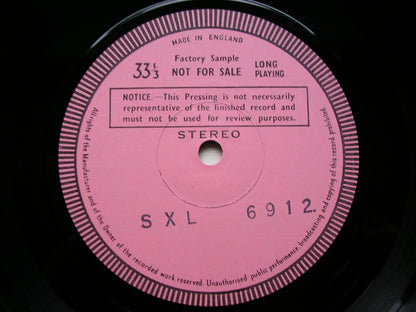 MADE IN ENGLAND
Factory Sample
33⅓ NOT FOR SALE LONG PLAYING
NOTICE.—This Pressing is not necessarily
representative of the finished record and
must not be used for review purposes.
STEREO
SXL 6912.
All rights of the Manufacturer and of the Owner of the recorded work reserved. Unauthorised public performance broadcasting and copying of this record prohibited.